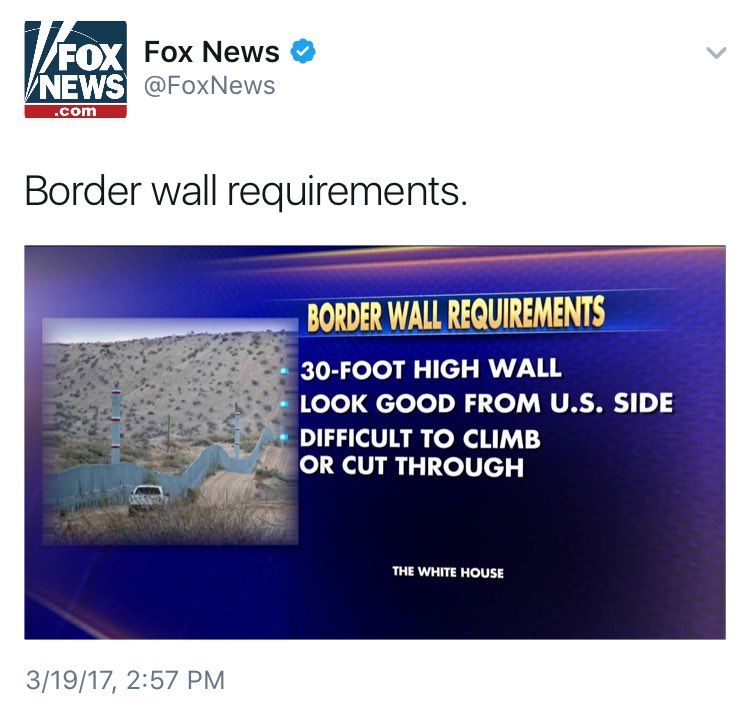 FOX
NEWS
.com
Fox News
@FoxNews
Border wall requirements.
BORDER WALL REQUIREMENTS
30-FOOT HIGH WALL
LOOK GOOD FROM U.S. SIDE
DIFFICULT TO CLIMB
OR CUT THROUGH
THE WHITE HOUSE
3/19/17, 2:57 PM